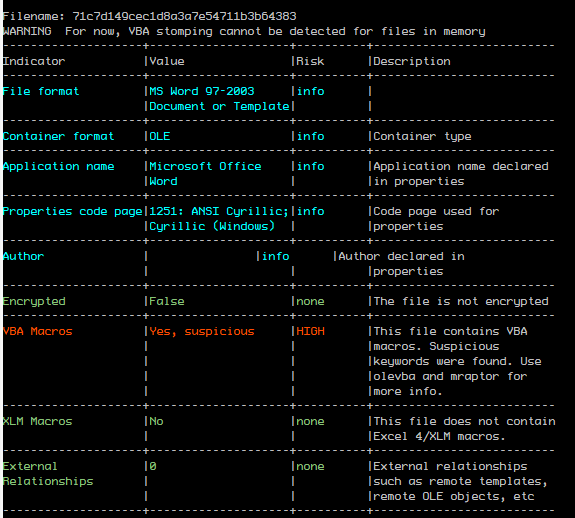 Filename: 71c7d149cec1d8a3a7e54711b3b64383
WARNING  For now, VBA stomping cannot be detected for files in memory
--------------------+--------------------+----------+--------------------------
Indicator           |Value               |Risk      |Description
--------------------+--------------------+----------+--------------------------
File format         |MS Word 97-2003     |info      |
                    |Document or Template|          |
--------------------+--------------------+----------+--------------------------
Container format    |OLE                 |info      |Container type
--------------------+--------------------+----------+--------------------------
Application name    |Microsoft Office    |info      |Application name declared
                    |Word                |          |in properties
--------------------+--------------------+----------+--------------------------
Properties code page|1251: ANSI Cyrillic;|info      |Code page used for
                    |Cyrillic (Windows)  |          |properties
--------------------+--------------------+----------+--------------------------
Author              |               |info      |Author declared in
                    |                    |          |properties
--------------------+--------------------+----------+--------------------------
Encrypted           |False               |none      |The file is not encrypted
--------------------+--------------------+----------+--------------------------
VBA Macros          |Yes, suspicious     |HIGH      |This file contains VBA
                    |                    |          |macros. Suspicious
                    |                    |          |keywords were found. Use
                    |                    |          |olevba and mraptor for
                    |                    |          |more info.
--------------------+--------------------+----------+--------------------------
XLM Macros          |No                  |none      |This file does not contain
                    |                    |          |Excel 4/XLM macros.
--------------------+--------------------+----------+--------------------------
External            |0                   |none      |External relationships
Relationships       |                    |          |such as remote templates,
                    |                    |          |remote OLE objects, etc
--------------------+--------------------+----------+--------------------------